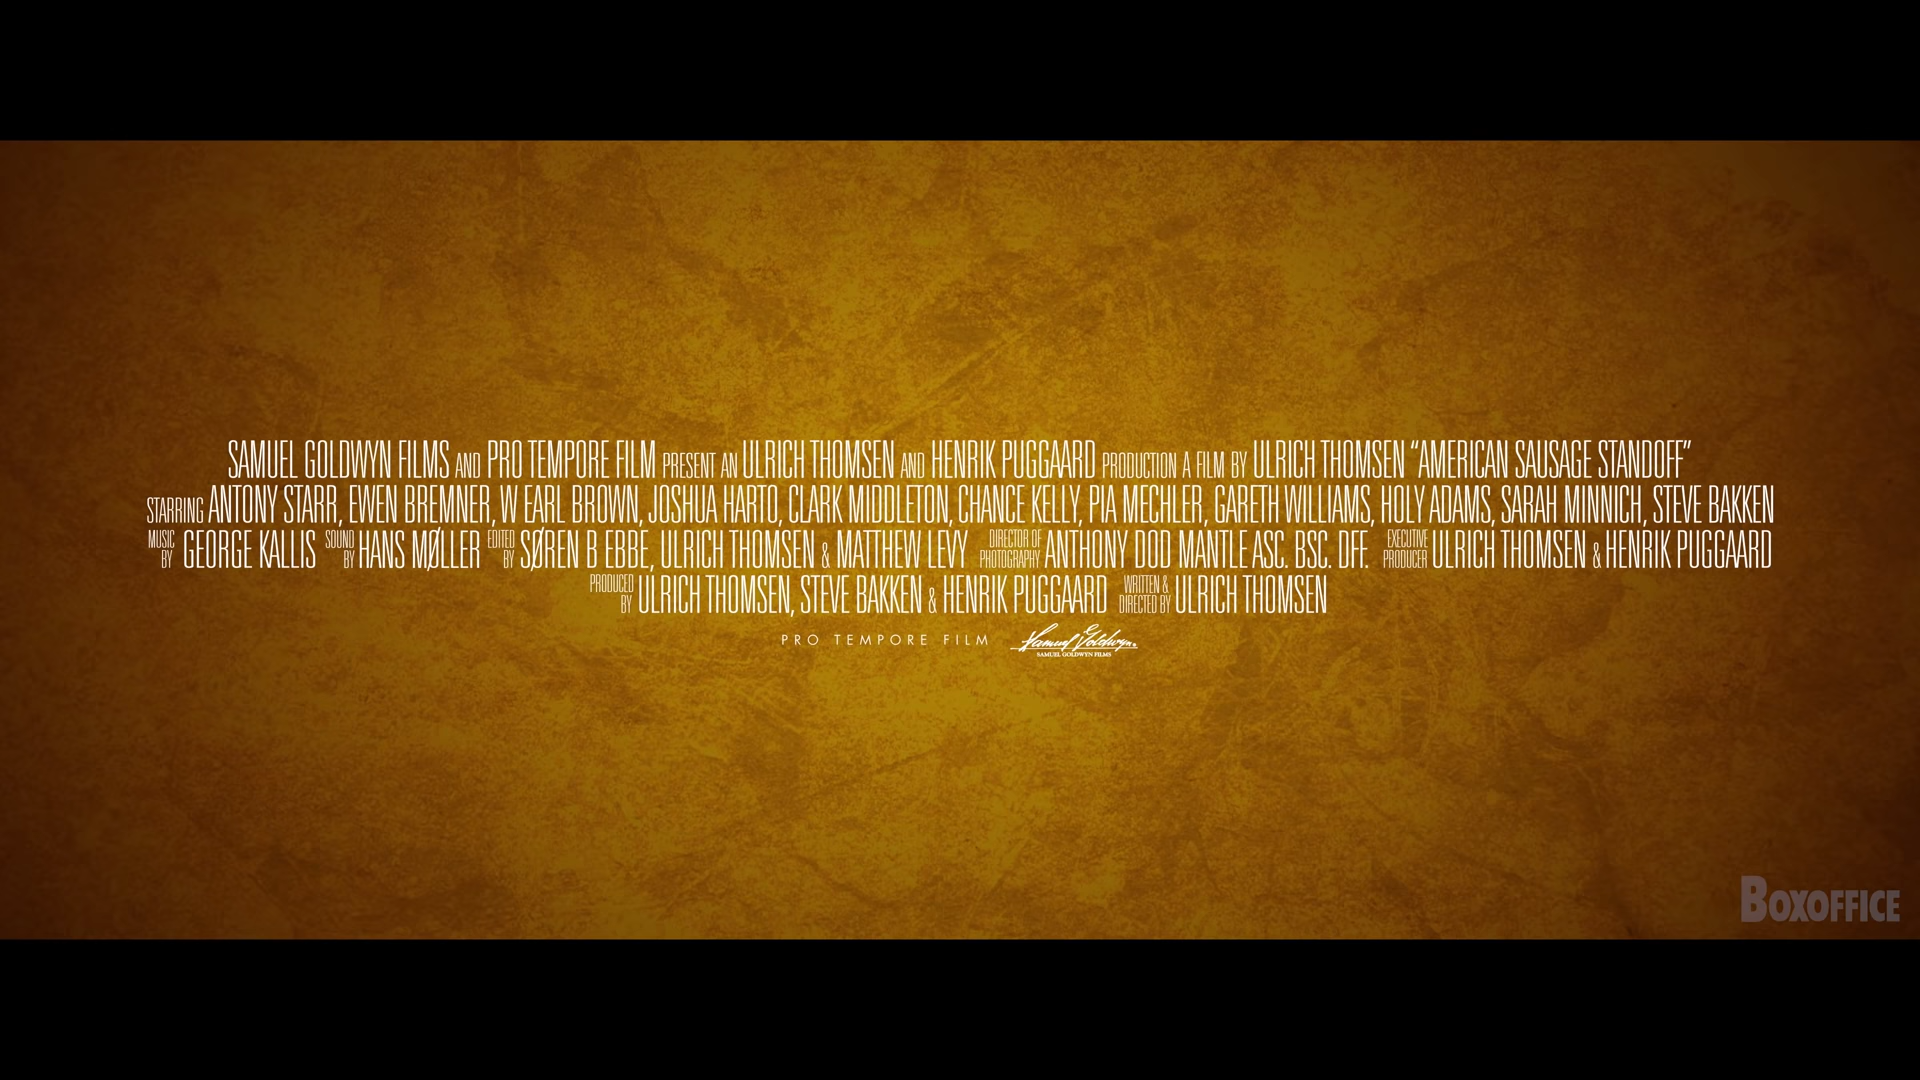 SAMUEL GOLDWYN FILMS AND PRO TEMPORE FILM PRESENT AN ULRICH THOMSEN AND HENRIK PUGGAARD PRODUCTION A FILM BY ULRICH THOMSEN “AMERICAN SAUSAGE STANDOFF”
STARRING ANTONY STARR, EWEN BREMNER, W EARL BROWN, JOSHUA HARTO, CLARK MIDDLETON, CHANCE KELLY, PIA MECHLER, GARETH WILLIAMS, HOLY ADAMS, SARAH MINNICH, STEVE BAKKEN
MUSIC BY GEORGE KALLIS SOUND BY HANS MØLLER EDITED BY SØREN B EBBE, ULRICH THOMSEN & MATTHEW LEVY DIRECTOR OF PHOTOGRAPHY ANTHONY DOD MANTLE ASC. BSC. DFF. EXECUTIVE PRODUCER ULRICH THOMSEN & HENRIK PUGGAARD
PRODUCED BY ULRICH THOMSEN, STEVE BAKKEN & HENRIK PUGGAARD WRITTEN & DIRECTED BY ULRICH THOMSEN
PRO TEMPORE FILM Samuel Goldwyn
SAMUEL GOLDWYN FILMS
BOXOFFICE